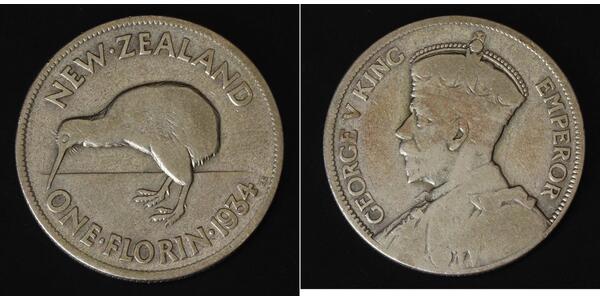 NEW·ZEALAND
ONE·FLORIN·1934
GEORGE V KING
EMPEROR